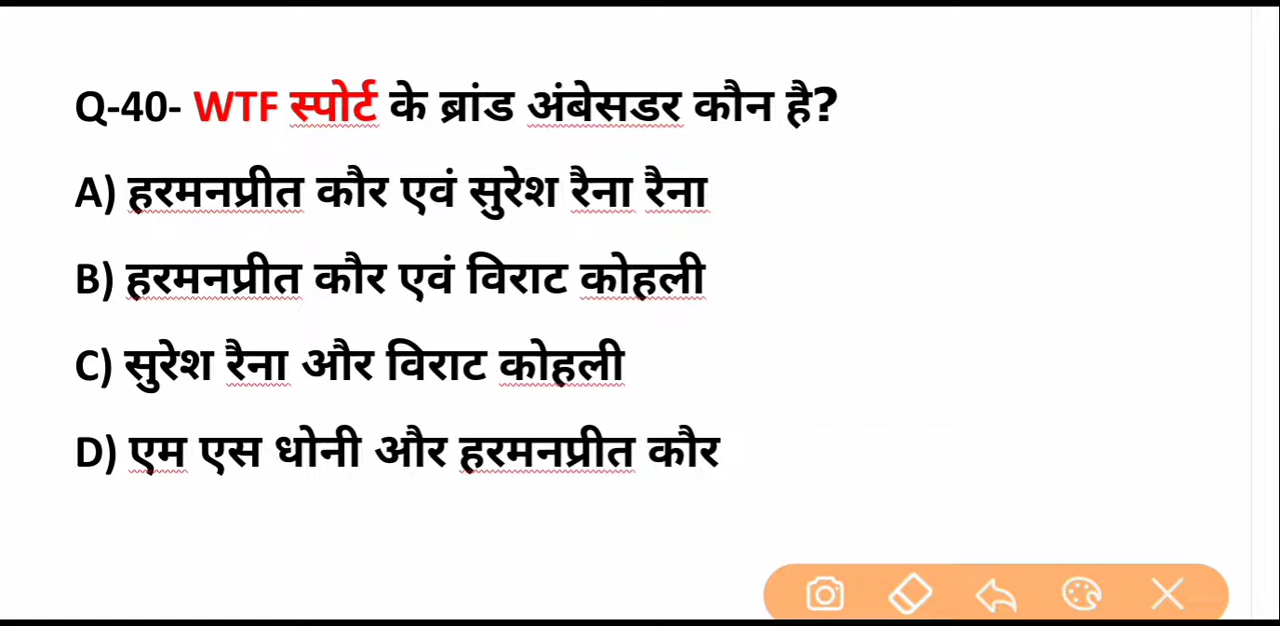 Q-40- WTF स्पोर्ट के ब्रांड अंबेसडर कौन है?
A) हरमनप्रीत कौर एवं सुरेश रैना रैना
B) हरमनप्रीत कौर एवं विराट कोहली
C) सुरेश रैना और विराट कोहली
D) एम एस धोनी और हरमनप्रीत कौर